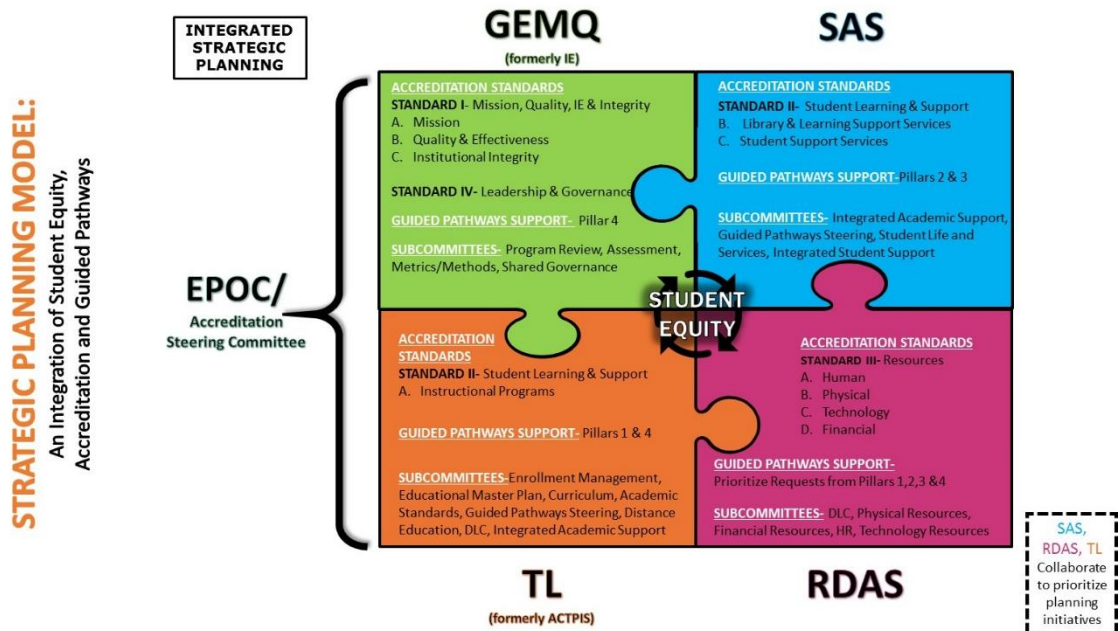 STRATEGIC PLANNING MODEL:
An Integration of Student Equity,
Accreditation and Guided Pathways
INTEGRATED
STRATEGIC
PLANNING
EPOC/
Accreditation
Steering Committee
GEMQ
(formerly IE)
ACCREDITATION STANDARDS
STANDARD I- Mission, Quality, IE & Integrity
A. Mission
B. Quality & Effectiveness
C. Institutional Integrity
STANDARD IV- Leadership & Governance
GUIDED PATHWAYS SUPPORT- Pillar 4
SUBCOMMITTEES- Program Review, Assessment,
Metrics/Methods, Shared Governance
SAS
ACCREDITATION STANDARDS
STANDARD II- Student Learning & Support
B. Library & Learning Support Services
C. Student Support Services
GUIDED PATHWAYS SUPPORT-Pillars 2 & 3
SUBCOMMITTEES- Integrated Academic Support,
Guided Pathways Steering, Student Life and
Services, Integrated Student Support
STUDENT
EQUITY
ACCREDITATION
STANDARDS
STANDARD II- Student Learning & Support
A. Instructional Programs
GUIDED PATHWAYS SUPPORT- Pillars 1 & 4
SUBCOMMITTEES-Enrollment Management,
Educational Master Plan, Curriculum, Academic
Standards, Guided Pathways Steering, Distance
Education, DLC, Integrated Academic Support
TL
(formerly ACTPIS)
ACCREDITATION STANDARDS
STANDARD III- Resources
A. Human
B. Physical
C. Technology
D. Financial
GUIDED PATHWAYS SUPPORT-
Prioritize Requests from Pillars 1,2,3 &4
SUBCOMMITTEES- DLC, Physical Resources,
Financial Resources, HR, Technology Resources
RDAS
SAS,
RDAS, TL
Collaborate
to prioritize
planning
initiatives